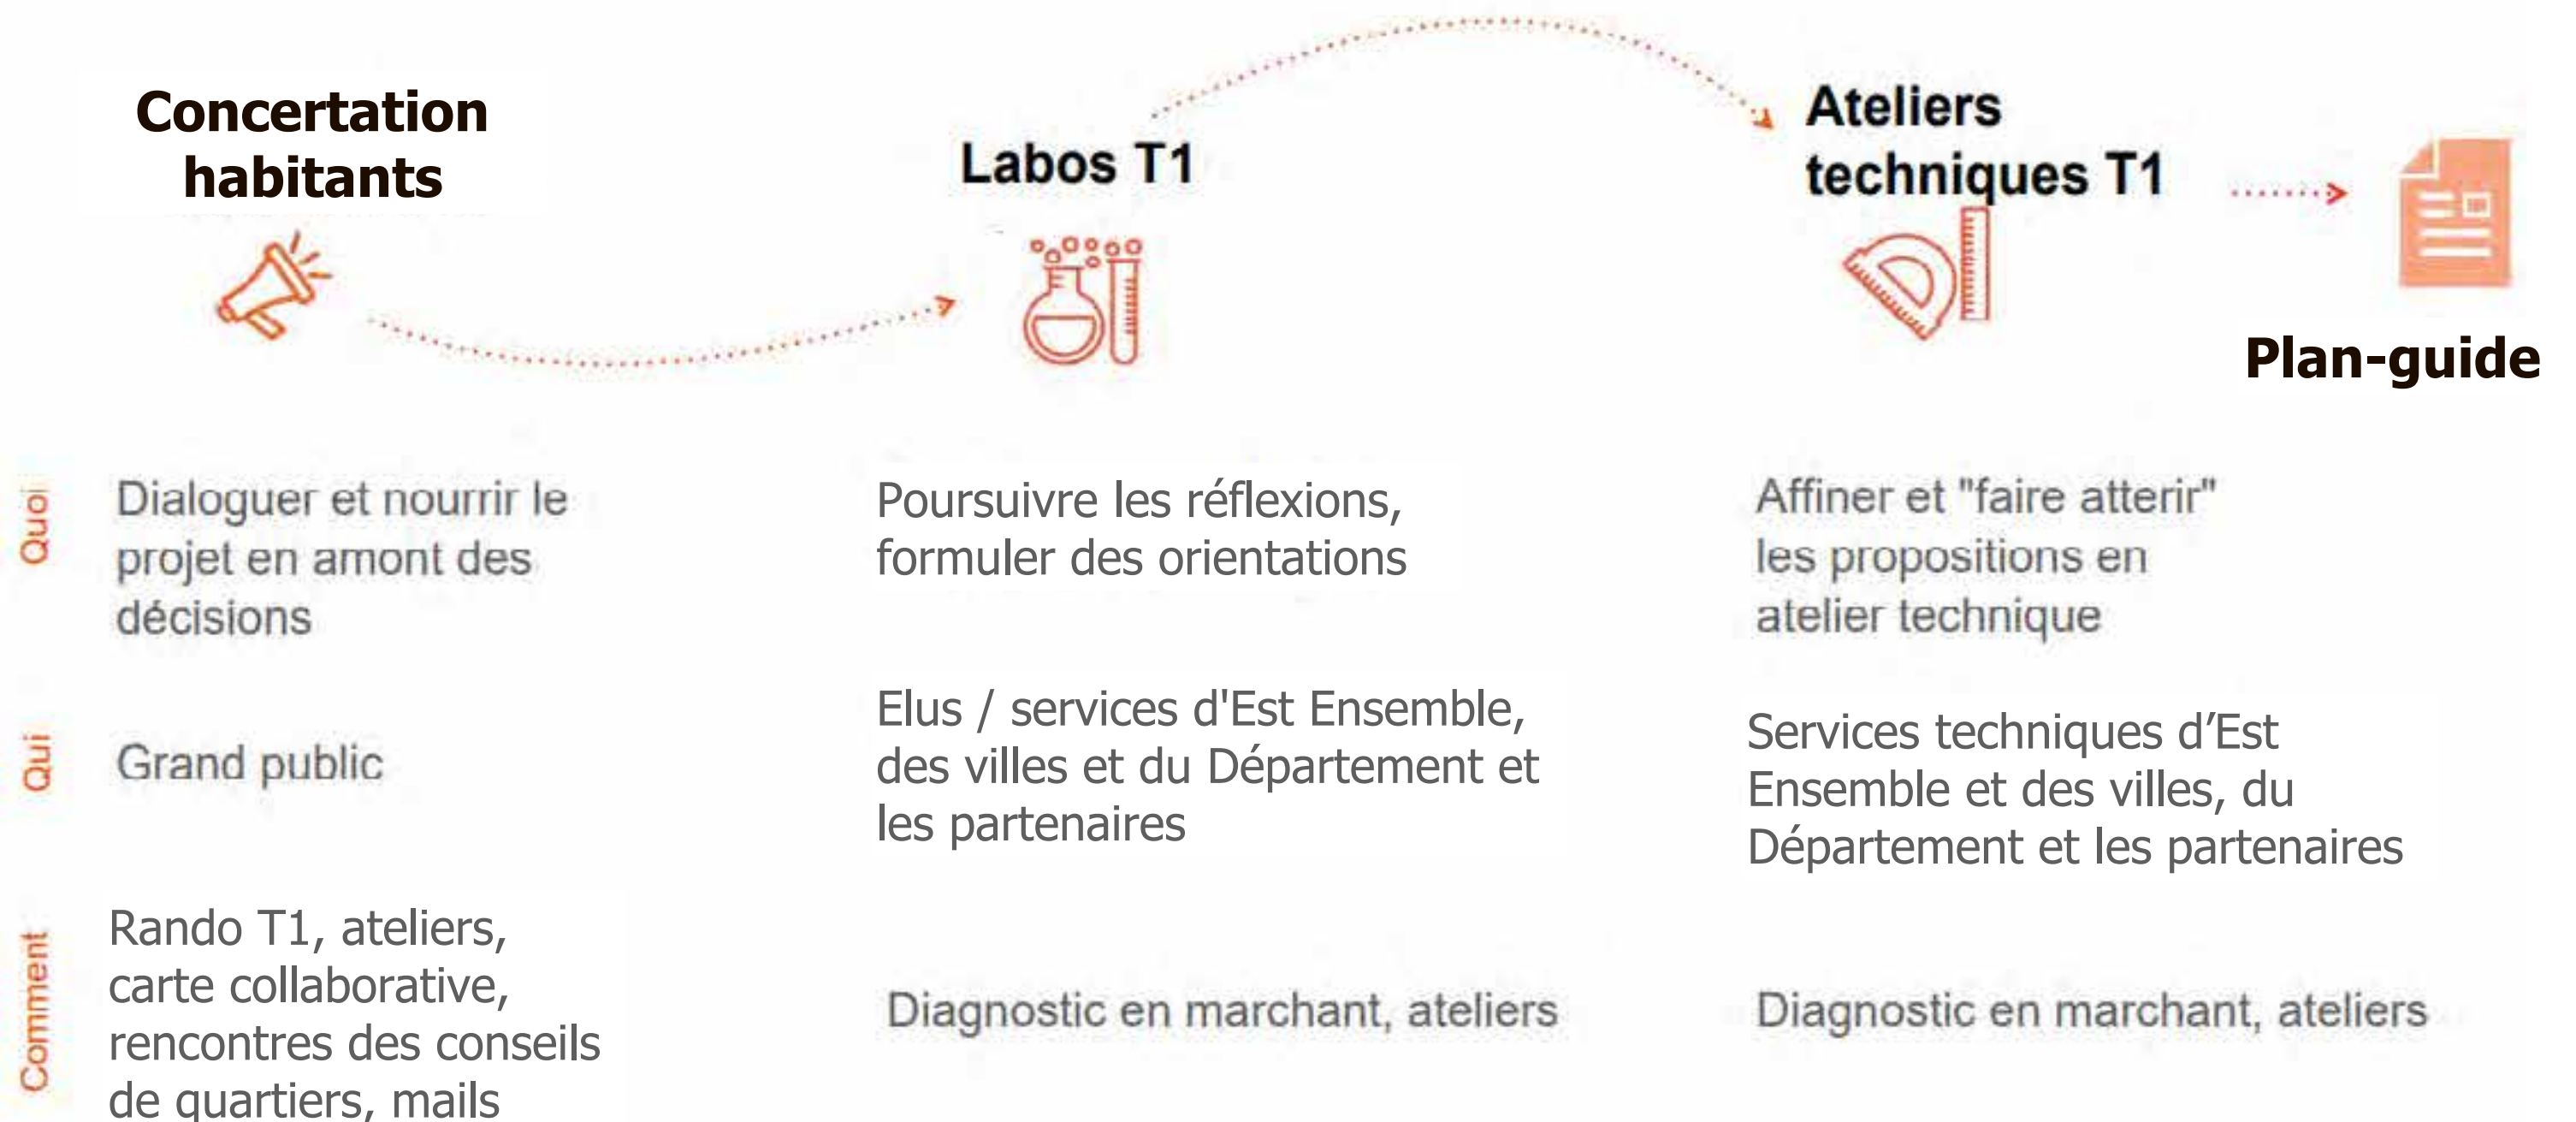 Concertation
habitants
Labos T1
Ateliers
techniques T1
Plan-guide
Quoi
Dialoguer et nourrir le
projet en amont des
décisions
Poursuivre les réflexions,
formuler des orientations
Affiner et "faire atterir"
les propositions en
atelier technique
Qui
Grand public
Elus / services d'Est Ensemble,
des villes et du Département et
les partenaires
Services techniques d’Est
Ensemble et des villes, du
Département et les partenaires
Comment
Rando T1, ateliers,
carte collaborative,
rencontres des conseils
de quartiers, mails
Diagnostic en marchant, ateliers
Diagnostic en marchant, ateliers